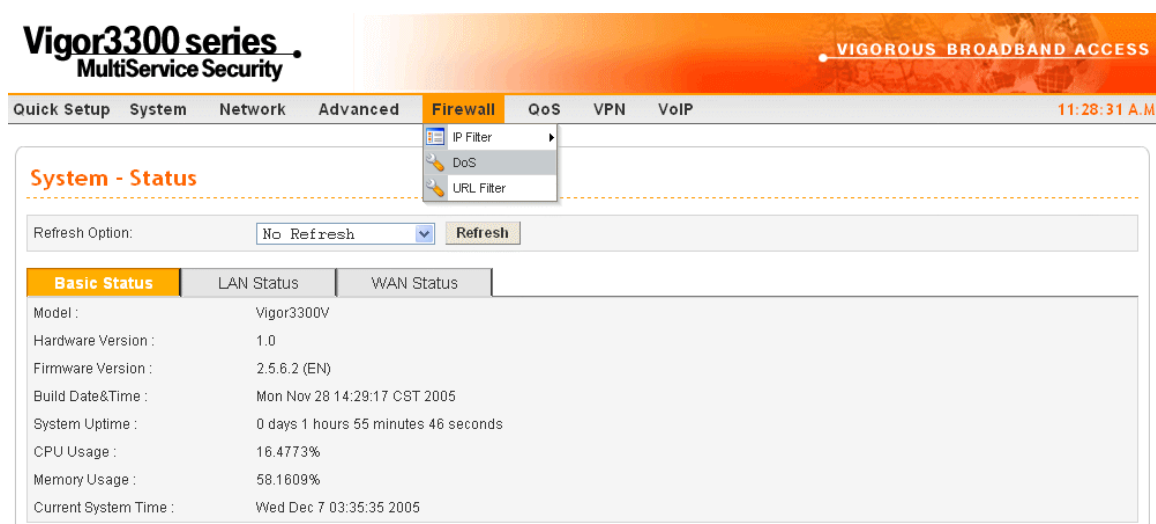 Vigor3300 series
MultiService Security
VIGOROUS BROADBAND ACCESS
Quick Setup System Network Advanced Firewall QoS VPN VoIP 11:28:31 A.M
IP Filter
DoS
URL Filter
System - Status
Refresh Option: No Refresh Refresh
Basic Status LAN Status WAN Status
Model : Vigor3300V
Hardware Version : 1.0
Firmware Version : 2.5.6.2 (EN)
Build Date&Time : Mon Nov 28 14:29:17 CST 2005
System Uptime : 0 days 1 hours 55 minutes 46 seconds
CPU Usage : 16.4773%
Memory Usage : 58.1609%
Current System Time : Wed Dec 7 03:35:35 2005